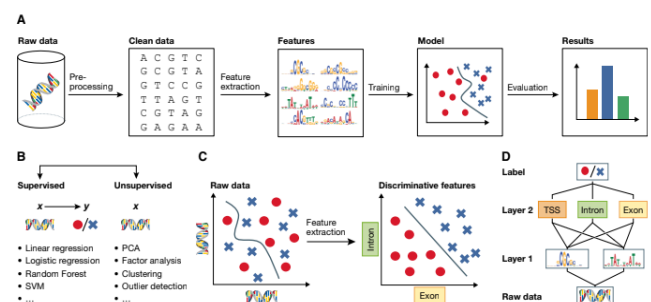 A
Raw data
Clean data
Features
Model
Results
Pre-
processing
A C G T C
G C G T A
G T C C G
T T A G T
C G T A G
G A G A A
Feature
extraction
Training
Evaluation
B
Supervised
Unsupervised
x
y
x
/
• Linear regression
• Logistic regression
• Random Forest
• SVM
• ...
• PCA
• Factor analysis
• Clustering
• Outlier detection
• ...
C
Raw data
Discriminative features
Feature
extraction
Intron
Exon
D
Label
/
Layer 2
TSS
Intron
Exon
Layer 1
Raw data